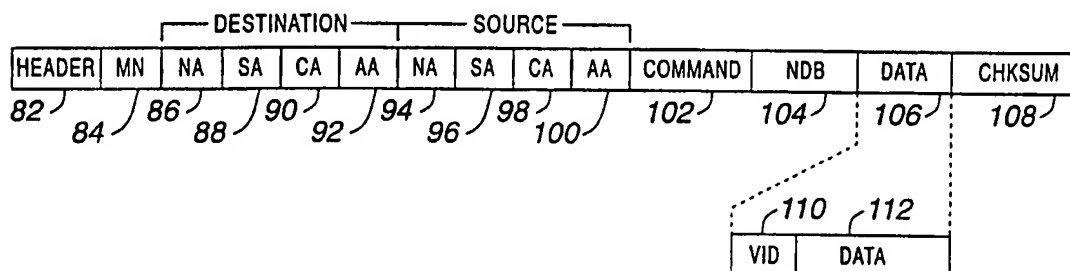 DESTINATION SOURCE
HEADER MN NA SA CA AA NA SA CA AA COMMAND NDB DATA CHKSUM
82 84 86 88 90 92 94 96 98 100 102 104 106 108
110 112
VID DATA